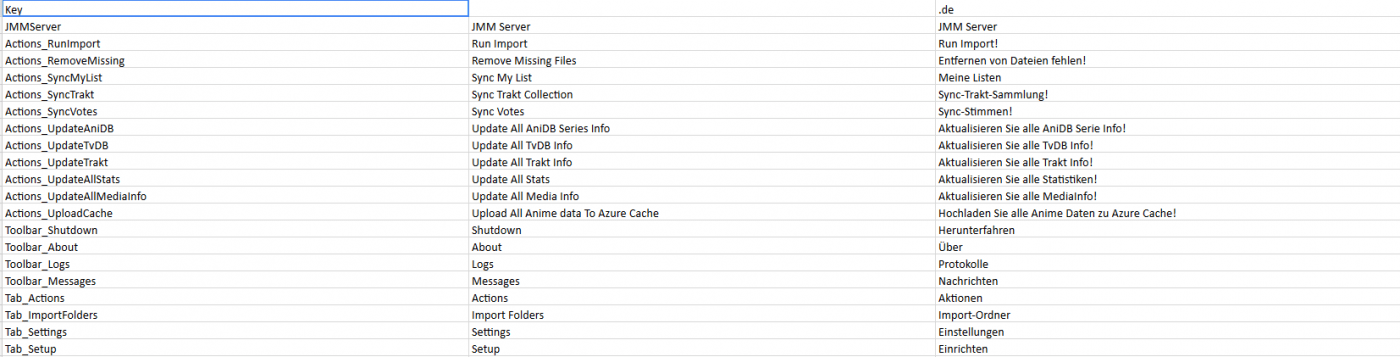 Key .de
JMMServer JMM Server JMM Server
Actions_RunImport Run Import Run Import!
Actions_RemoveMissing Remove Missing Files Entfernen von Dateien fehlen!
Actions_SyncMyList Sync My List Meine Listen
Actions_SyncTrakt Sync Trakt Collection Sync-Trakt-Sammlung!
Actions_SyncVotes Sync Votes Sync-Stimmen!
Actions_UpdateAniDB Update All AniDB Series Info Aktualisieren Sie alle AniDB Serie Info!
Actions_UpdateTvDB Update All TvDB Info Aktualisieren Sie alle TvDB Info!
Actions_UpdateTrakt Update All Trakt Info Aktualisieren Sie alle Trakt Info!
Actions_UpdateAllStats Update All Stats Aktualisieren Sie alle Statistiken!
Actions_UpdateAllMediaInfo Update All Media Info Aktualisieren Sie alle MediaInfo!
Actions_UploadCache Upload All Anime data To Azure Cache Hochladen Sie alle Anime Daten zu Azure Cache!
Toolbar_Shutdown Shutdown Herunterfahren
Toolbar_About About Über
Toolbar_Logs Logs Protokolle
Toolbar_Messages Messages Nachrichten
Tab_Actions Actions Aktionen
Tab_ImportFolders Import Folders Import-Ordner
Tab_Settings Settings Einstellungen
Tab_Setup Setup Einrichten